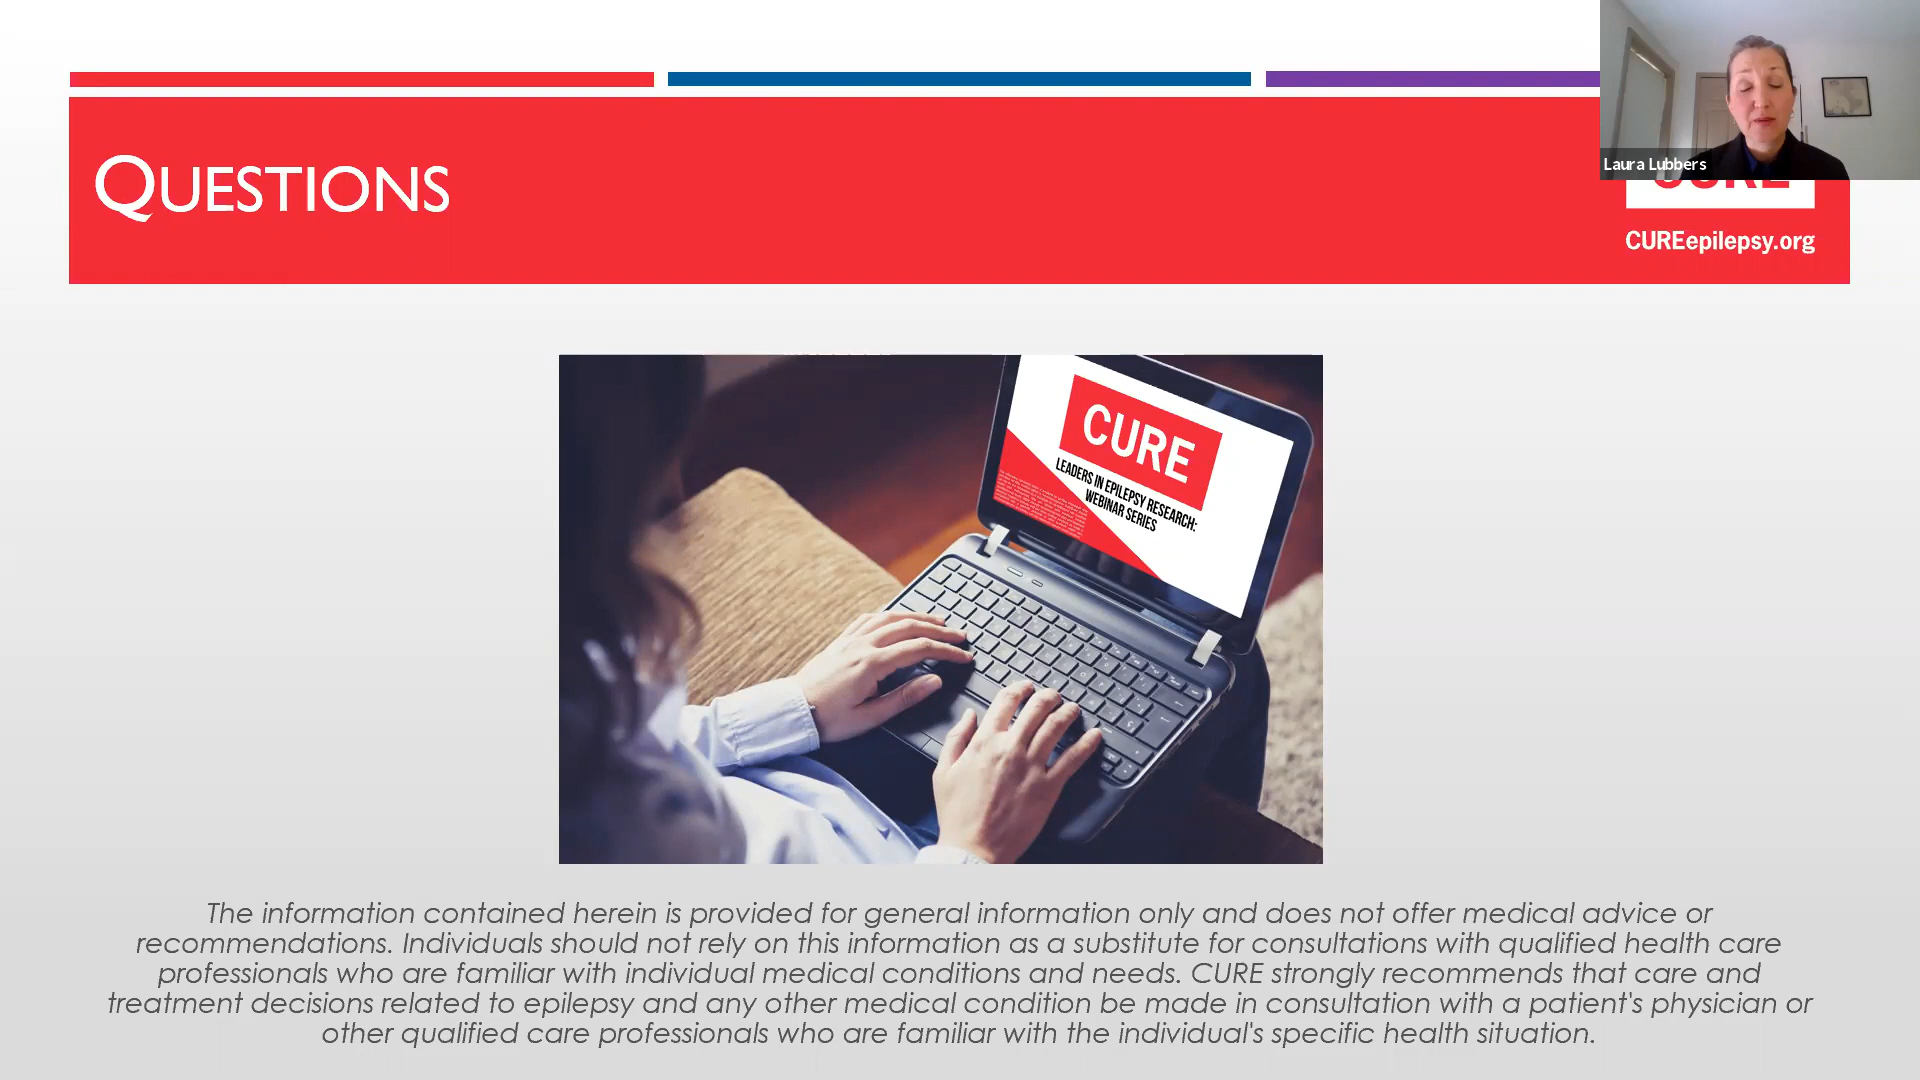 QUESTIONS
Laura Lubbers
CURE
CUREepilepsy.org
CURE
LEADERS IN EPILEPSY RESEARCH:
WEBINAR SERIES
The information contained herein is provided for general information only and does not offer medical advice or
recommendations. Individuals should not rely on this information as a substitute for consultations with qualified health care
professionals who are familiar with individual medical conditions and needs. CURE strongly recommends that care and
treatment decisions related to epilepsy and any other medical condition be made in consultation with a patient's physician or
other qualified care professionals who are familiar with the individual's specific health situation.